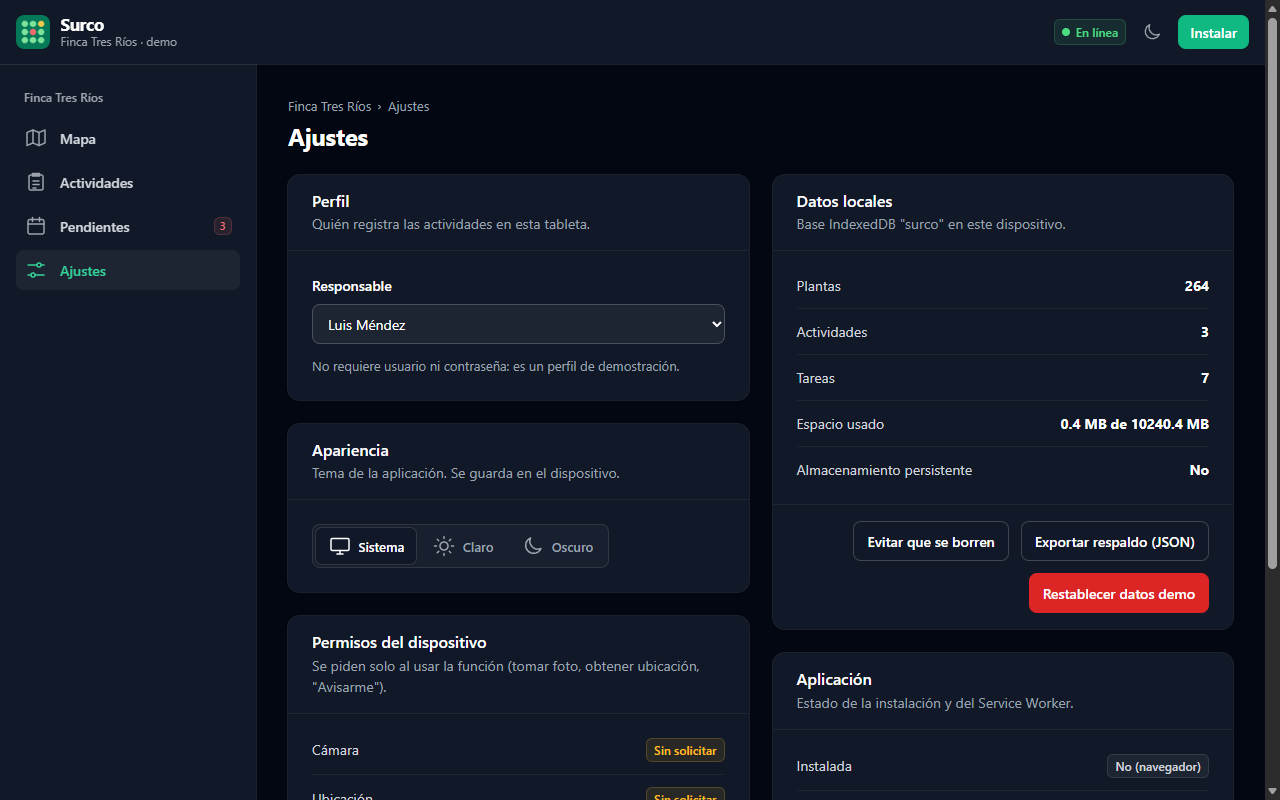 Surco
Finca Tres Ríos · demo
En línea
Instalar
Finca Tres Ríos
Mapa
Actividades
Pendientes
3
Ajustes
Finca Tres Ríos › Ajustes
Ajustes
Perfil
Quién registra las actividades en esta tableta.
Responsable
Luis Méndez
No requiere usuario ni contraseña: es un perfil de demostración.
Apariencia
Tema de la aplicación. Se guarda en el dispositivo.
Sistema
Claro
Oscuro
Permisos del dispositivo
Se piden solo al usar la función (tomar foto, obtener ubicación,
"Avisarme").
Cámara
Sin solicitar
Ubicación
Sin solicitar
Datos locales
Base IndexedDB "surco" en este dispositivo.
Plantas
264
Actividades
3
Tareas
7
Espacio usado
0.4 MB de 10240.4 MB
Almacenamiento persistente
No
Evitar que se borren
Exportar respaldo (JSON)
Restablecer datos demo
Aplicación
Estado de la instalación y del Service Worker.
Instalada
No (navegador)